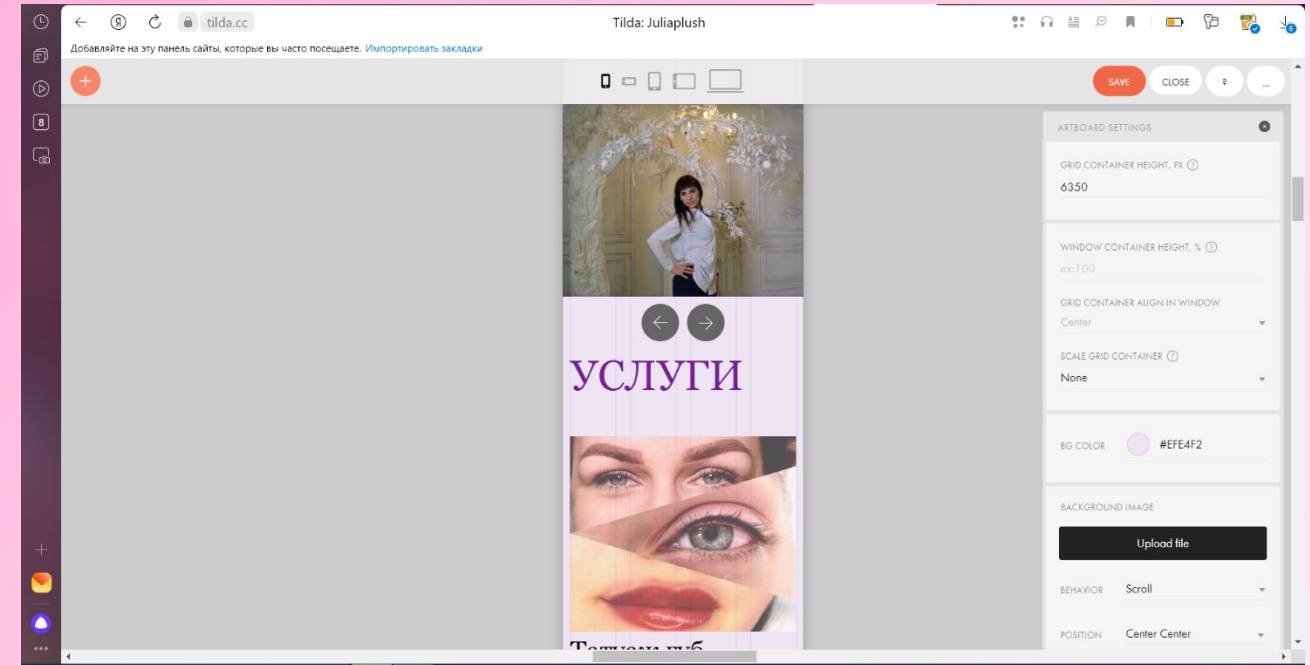 tilda.cc
Tilda: Juliaplush
Добавляйте на эту панель сайты, которые вы часто посещаете. Импортировать закладки
SAVE
CLOSE
?
...
8
6
ARTBOARD SETTINGS
GRID CONTAINER HEIGHT, PX ?
6350
WINDOW CONTAINER HEIGHT, % ?
ex:100
GRID CONTAINER ALIGN IN WINDOW
Center
SCALE GRID CONTAINER ?
None
BG COLOR #EFE4F2
BACKGROUND IMAGE
Upload file
BEHAVIOR Scroll
POSITION Center Center
УСЛУГИ